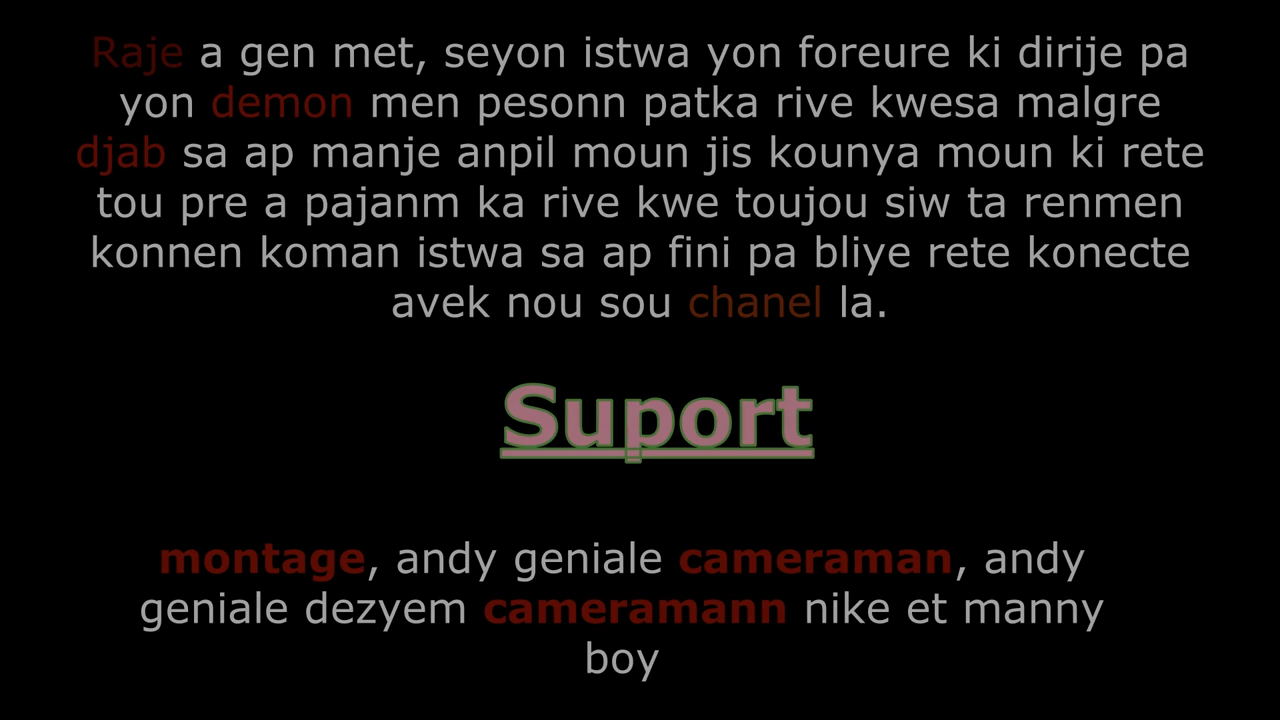 Raje a gen met, seyon istwa yon foreure ki dirije pa
yon demon men pesonn patka rive kwesa malgre
djab sa ap manje anpil moun jis kounya moun ki rete
tou pre a pajanm ka rive kwe toujou siw ta renmen
konnen koman istwa sa ap fini pa bliye rete konecte
avek nou sou chanel la.
Suport
montage, andy geniale cameraman, andy
geniale dezyem cameramann nike et manny
boy